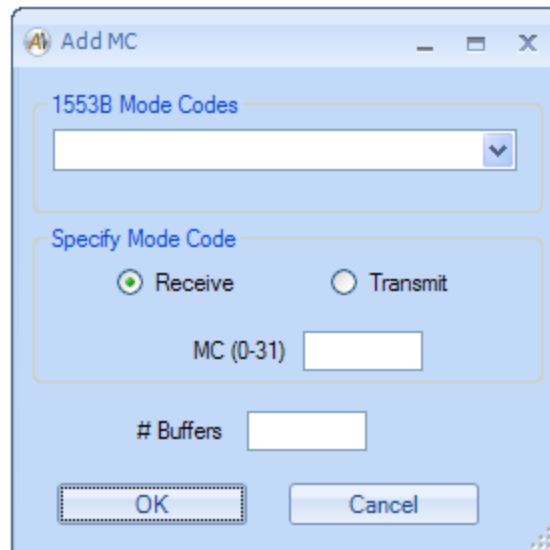 Add MC
1553B Mode Codes
Specify Mode Code
Receive Transmit
MC (0-31)
# Buffers
OK Cancel